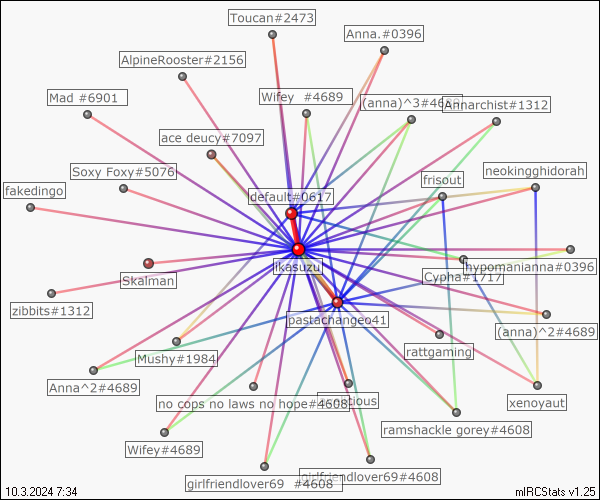 Toucan#2473
Anna.#0396
AlpineRooster#2156
Mad #6901
Wifey #4689
(anna)^3#4689
Annarchist#1312
ace deucy#7097
Soxy Foxy#5076
neokingghidorah
frisout
fakedingo
default#0617
ikasuzu
Skalman
Cypha#1717
hypomanianna#0396
zibbits#1312
pastachangeo41
(anna)^2#4689
Mushy#1984
rattgaming
Anna^2#4689
no cops no laws no hope#4608
xenoyaut
Wifey#4689
ramshackle gorey#4608
girlfriendlover69 #4608
girlfriendlover69#4608
10.3.2024 7:34
mIRCStats v1.25